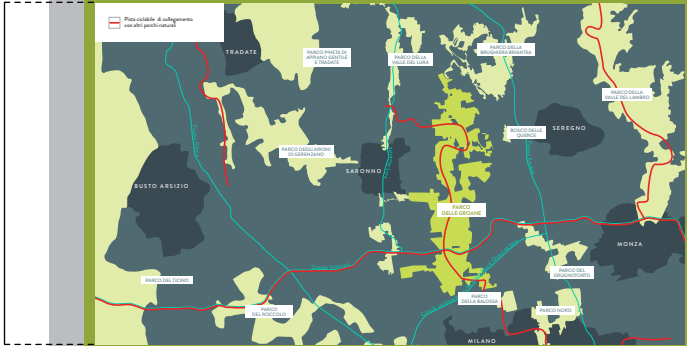 Pista ciclabile di collegamento
con altri parchi naturali
TRADATE
PARCO PINETA DI
APPIANO GENTILE
E TRADATE
PARCO DELLA
VALLE DEL LURA
PARCO DELLA
BRUGHIERA BRIANTEA
PARCO DELLA
VALLE DEL LAMBRO
BOSCO DELLE
QUERCE
SEREGNO
PARCO DEGLI AIRONI
DI GERENZANO
SARONNO
BUSTO ARSIZIO
PARCO
DELLE GROANE
MONZA
PARCO DEL TICINO
PARCO DEL
GRUGNOTORTO
PARCO
DEL ROCCOLO
PARCO
DELLA BALOSSA
PARCO NORD
MILANO